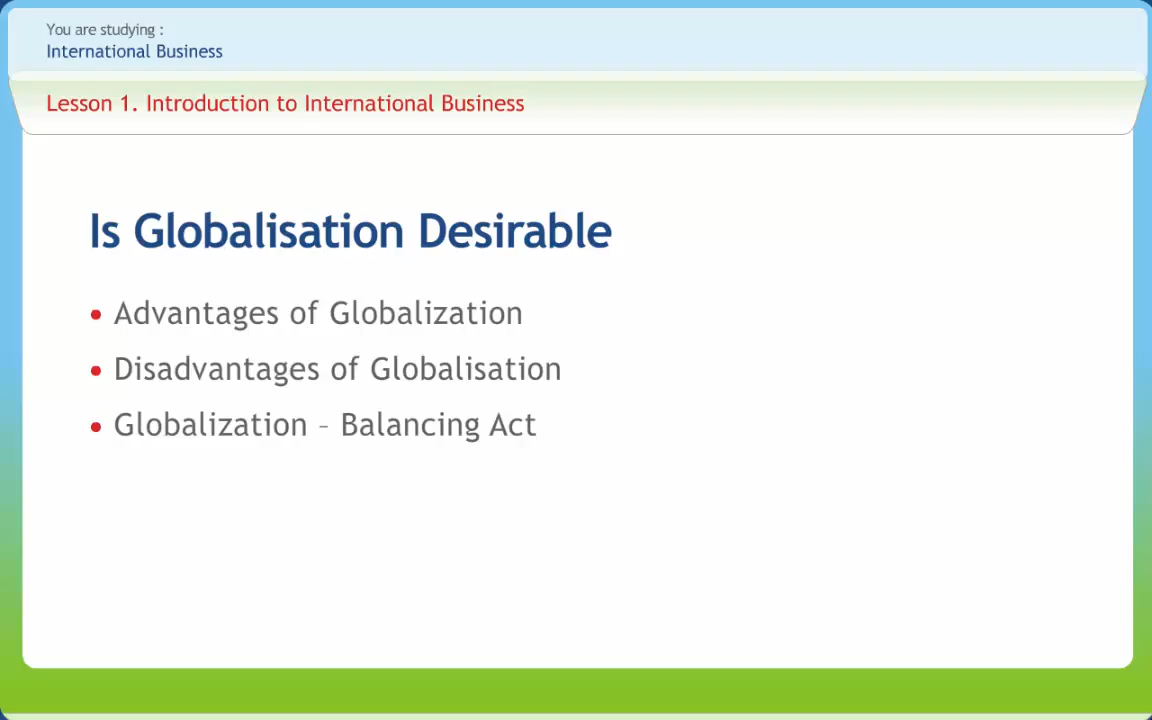 You are studying :
International Business
Lesson 1. Introduction to International Business
Is Globalisation Desirable
• Advantages of Globalization
• Disadvantages of Globalisation
• Globalization – Balancing Act